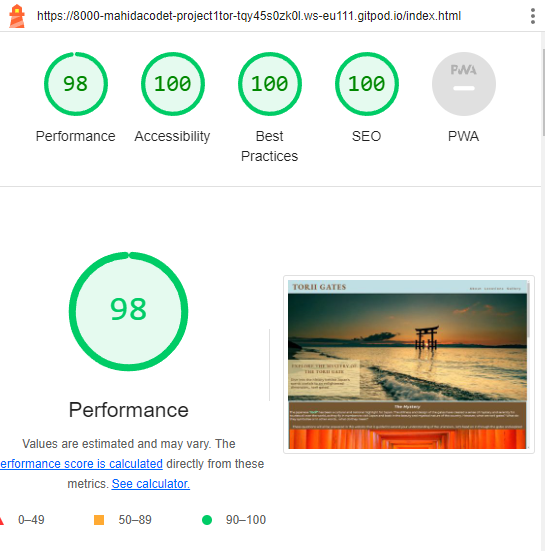 https://8000-mahidacodet-project1tor-tqy45s0zk0l.ws-eu111.gitpod.io/index.html
98
100
100
100
PWA
Performance
Accessibility
Best
Practices
SEO
PWA
98
Performance
Values are estimated and may vary. The
erformance score is calculated directly from these
metrics. See calculator.
0–49
50–89
90–100
TORII GATES
EXPLORE THE MYSTERY OF
THE TORII GATE
The Mystery